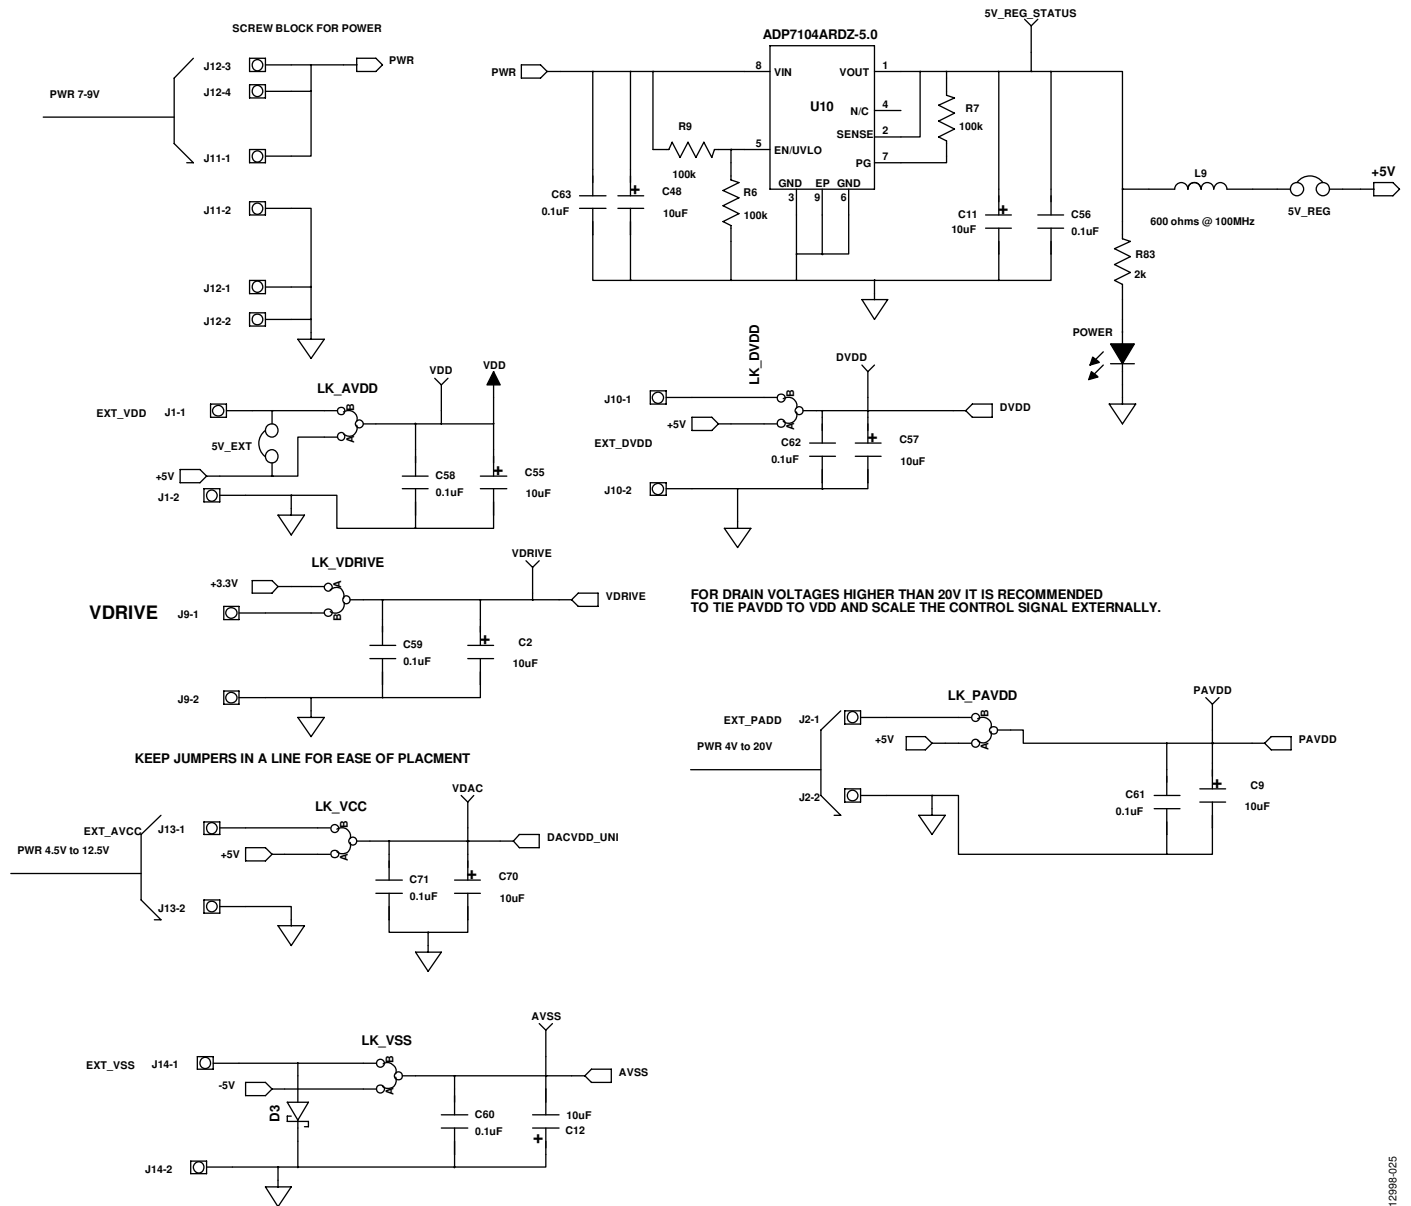 SCREW BLOCK FOR POWER
J12-3
PWR
J12-4
PWR 7-9V
J11-1
J11-2
J12-1
J12-2
5V_REG_STATUS
ADP7104ARDZ-5.0
PWR
8
VIN
VOUT
1
U10
N/C
4
SENSE
2
R7
100k
R9
100k
5
EN/UVLO
PG
7
GND
EP
GND
3
9
6
C63
0.1uF
+
C48
10uF
R6
100k
C11
10uF
+
C56
0.1uF
L9
600 ohms @ 100MHz
5V_REG
+5V
R83
2k
POWER
LK_AVDD
VDD
VDD
EXT_VDD
J1-1
B
A
5V_EXT
+5V
J1-2
C58
0.1uF
+
C55
10uF
LK_DVDD
DVDD
J10-1
B
A
+5V
DVDD
EXT_DVDD
C62
0.1uF
+
C57
10uF
J10-2
LK_VDRIVE
VDRIVE
+3.3V
A
B
VDRIVE
VDRIVE
J9-1
C59
0.1uF
+
C2
10uF
J9-2
FOR DRAIN VOLTAGES HIGHER THAN 20V IT IS RECOMMENDED
TO TIE PAVDD TO VDD AND SCALE THE CONTROL SIGNAL EXTERNALLY.
LK_PAVDD
PAVDD
EXT_PADD
J2-1
B
A
+5V
PAVDD
PWR 4V to 20V
J2-2
C61
0.1uF
+
C9
10uF
KEEP JUMPERS IN A LINE FOR EASE OF PLACMENT
LK_VCC
VDAC
EXT_AVCC
J13-1
B
A
DACVDD_UNI
PWR 4.5V to 12.5V
+5V
C71
0.1uF
+
C70
10uF
J13-2
LK_VSS
AVSS
EXT_VSS
J14-1
B
A
-5V
AVSS
D3
C60
0.1uF
10uF
C12
+
J14-2
12998-025